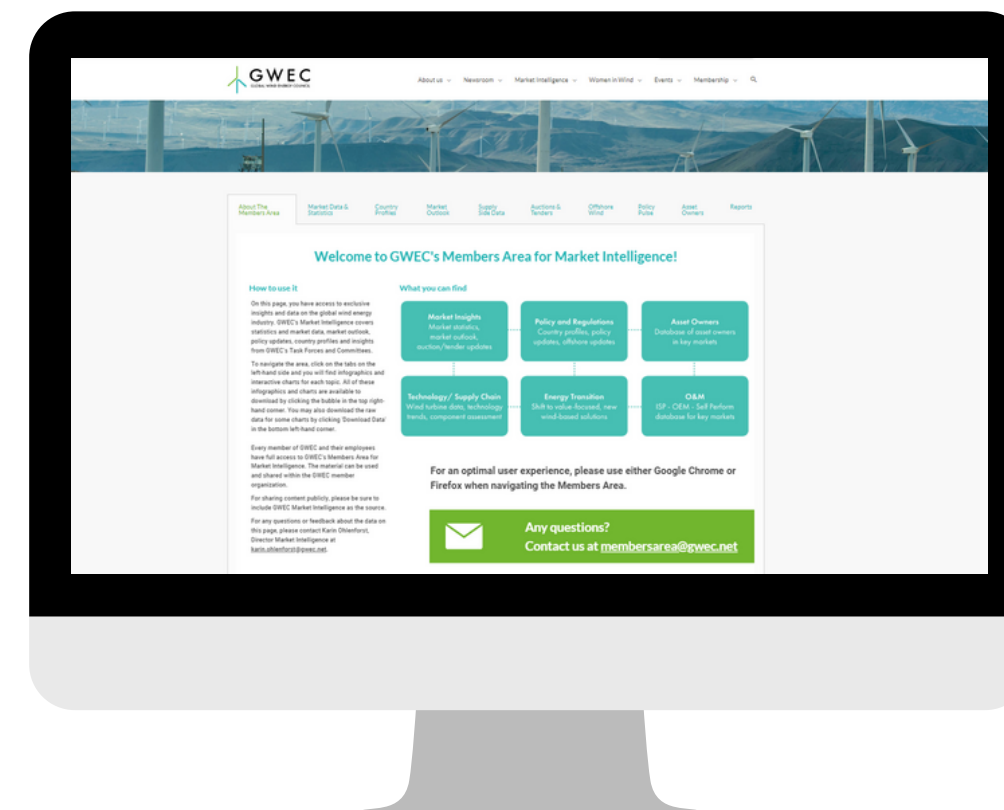 GWEC
GLOBAL WIND ENERGY COUNCIL
About us
Newsroom
Market Intelligence
Women in Wind
Events
Membership
About The
Members Area
Market Data &
Statistics
Country
Profiles
Market
Outlook
Supply
Side Data
Auctions &
Tenders
Offshore
Wind
Policy
Pulse
Asset
Owners
Reports
Welcome to GWEC's Members Area for Market Intelligence!
How to use it
On this page, you have access to exclusive
insights and data on the global wind energy
industry. GWEC's Market Intelligence covers
statistics and market data, market outlook,
policy updates, country profiles and insights
from GWEC's Task Forces and Committees.
To navigate the area, click on the tabs on the
left-hand side and you will find infographics and
interactive charts for each topic. All of these
infographics and charts are available to
download by clicking the bubble in the top right-
hand corner. You may also download the raw
data for some charts by clicking 'Download Data'
in the bottom left-hand corner.
Every member of GWEC and their employees
have full access to GWEC's Members Area for
Market Intelligence. The material can be used
and shared within the GWEC member
organization.
For sharing content publicly, please be sure to
include GWEC Market Intelligence as the source.
For any questions or feedback about the data on
this page, please contact Karin Ohlenforst,
Director Market Intelligence at
karin.ohlenforst@gwec.net.
What you can find
Market Insights
Market statistics,
market outlook,
auction/tender updates
Policy and Regulations
Country profiles, policy
updates, offshore updates
Asset Owners
Database of asset owners
in key markets
Technology/ Supply Chain
Wind turbine data, technology
trends, component assessment
Energy Transition
Shift to value-focused, new
wind-based solutions
O&M
ISP - OEM - Self Perform
database for key markets
For an optimal user experience, please use either Google Chrome or
Firefox when navigating the Members Area.
Any questions?
Contact us at membersarea@gwec.net